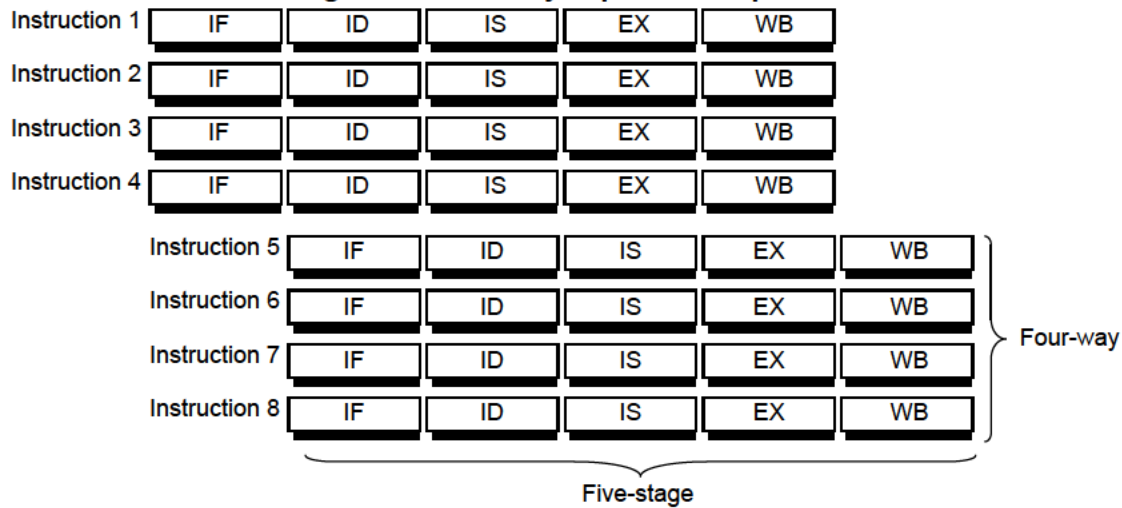 Instruction 1 IF ID IS EX WB
Instruction 2 IF ID IS EX WB
Instruction 3 IF ID IS EX WB
Instruction 4 IF ID IS EX WB
Instruction 5 IF ID IS EX WB
Instruction 6 IF ID IS EX WB
Four-way
Instruction 7 IF ID IS EX WB
Instruction 8 IF ID IS EX WB
Five-stage